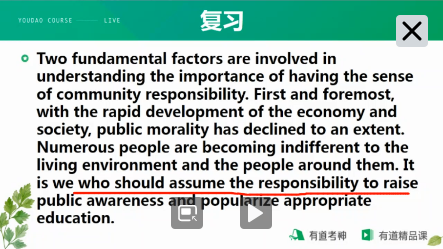 YOUDAO COURSE LIVE
复习
Two fundamental factors are involved in
understanding the importance of having the sense
of community responsibility. First and foremost,
with the rapid development of the economy and
society, public morality has declined to an extent.
Numerous people are becoming indifferent to the
living environment and the people around them. It
is we who should assume the responsibility to raise
public awareness and popularize appropriate
education.
有道考神 有道精品课